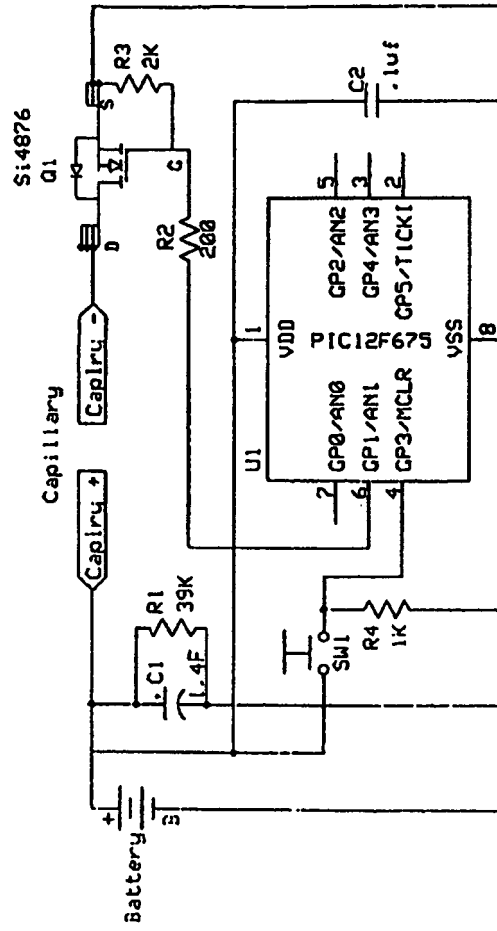 Si4876
Q1
R3
2K
S
D
G
R2
200
Capillary
Caplry +
Caplry -
+
Battery
+
C1
1.4F
R1
39K
SW1
R4
1K
U1
1
VDD
PIC12F675
VSS
8
7
GP0/AN0
6
GP1/AN1
4
GP3/MCLR
GP2/AN2
5
GP4/AN3
3
GP5/T1CKI
2
C2
.1uf